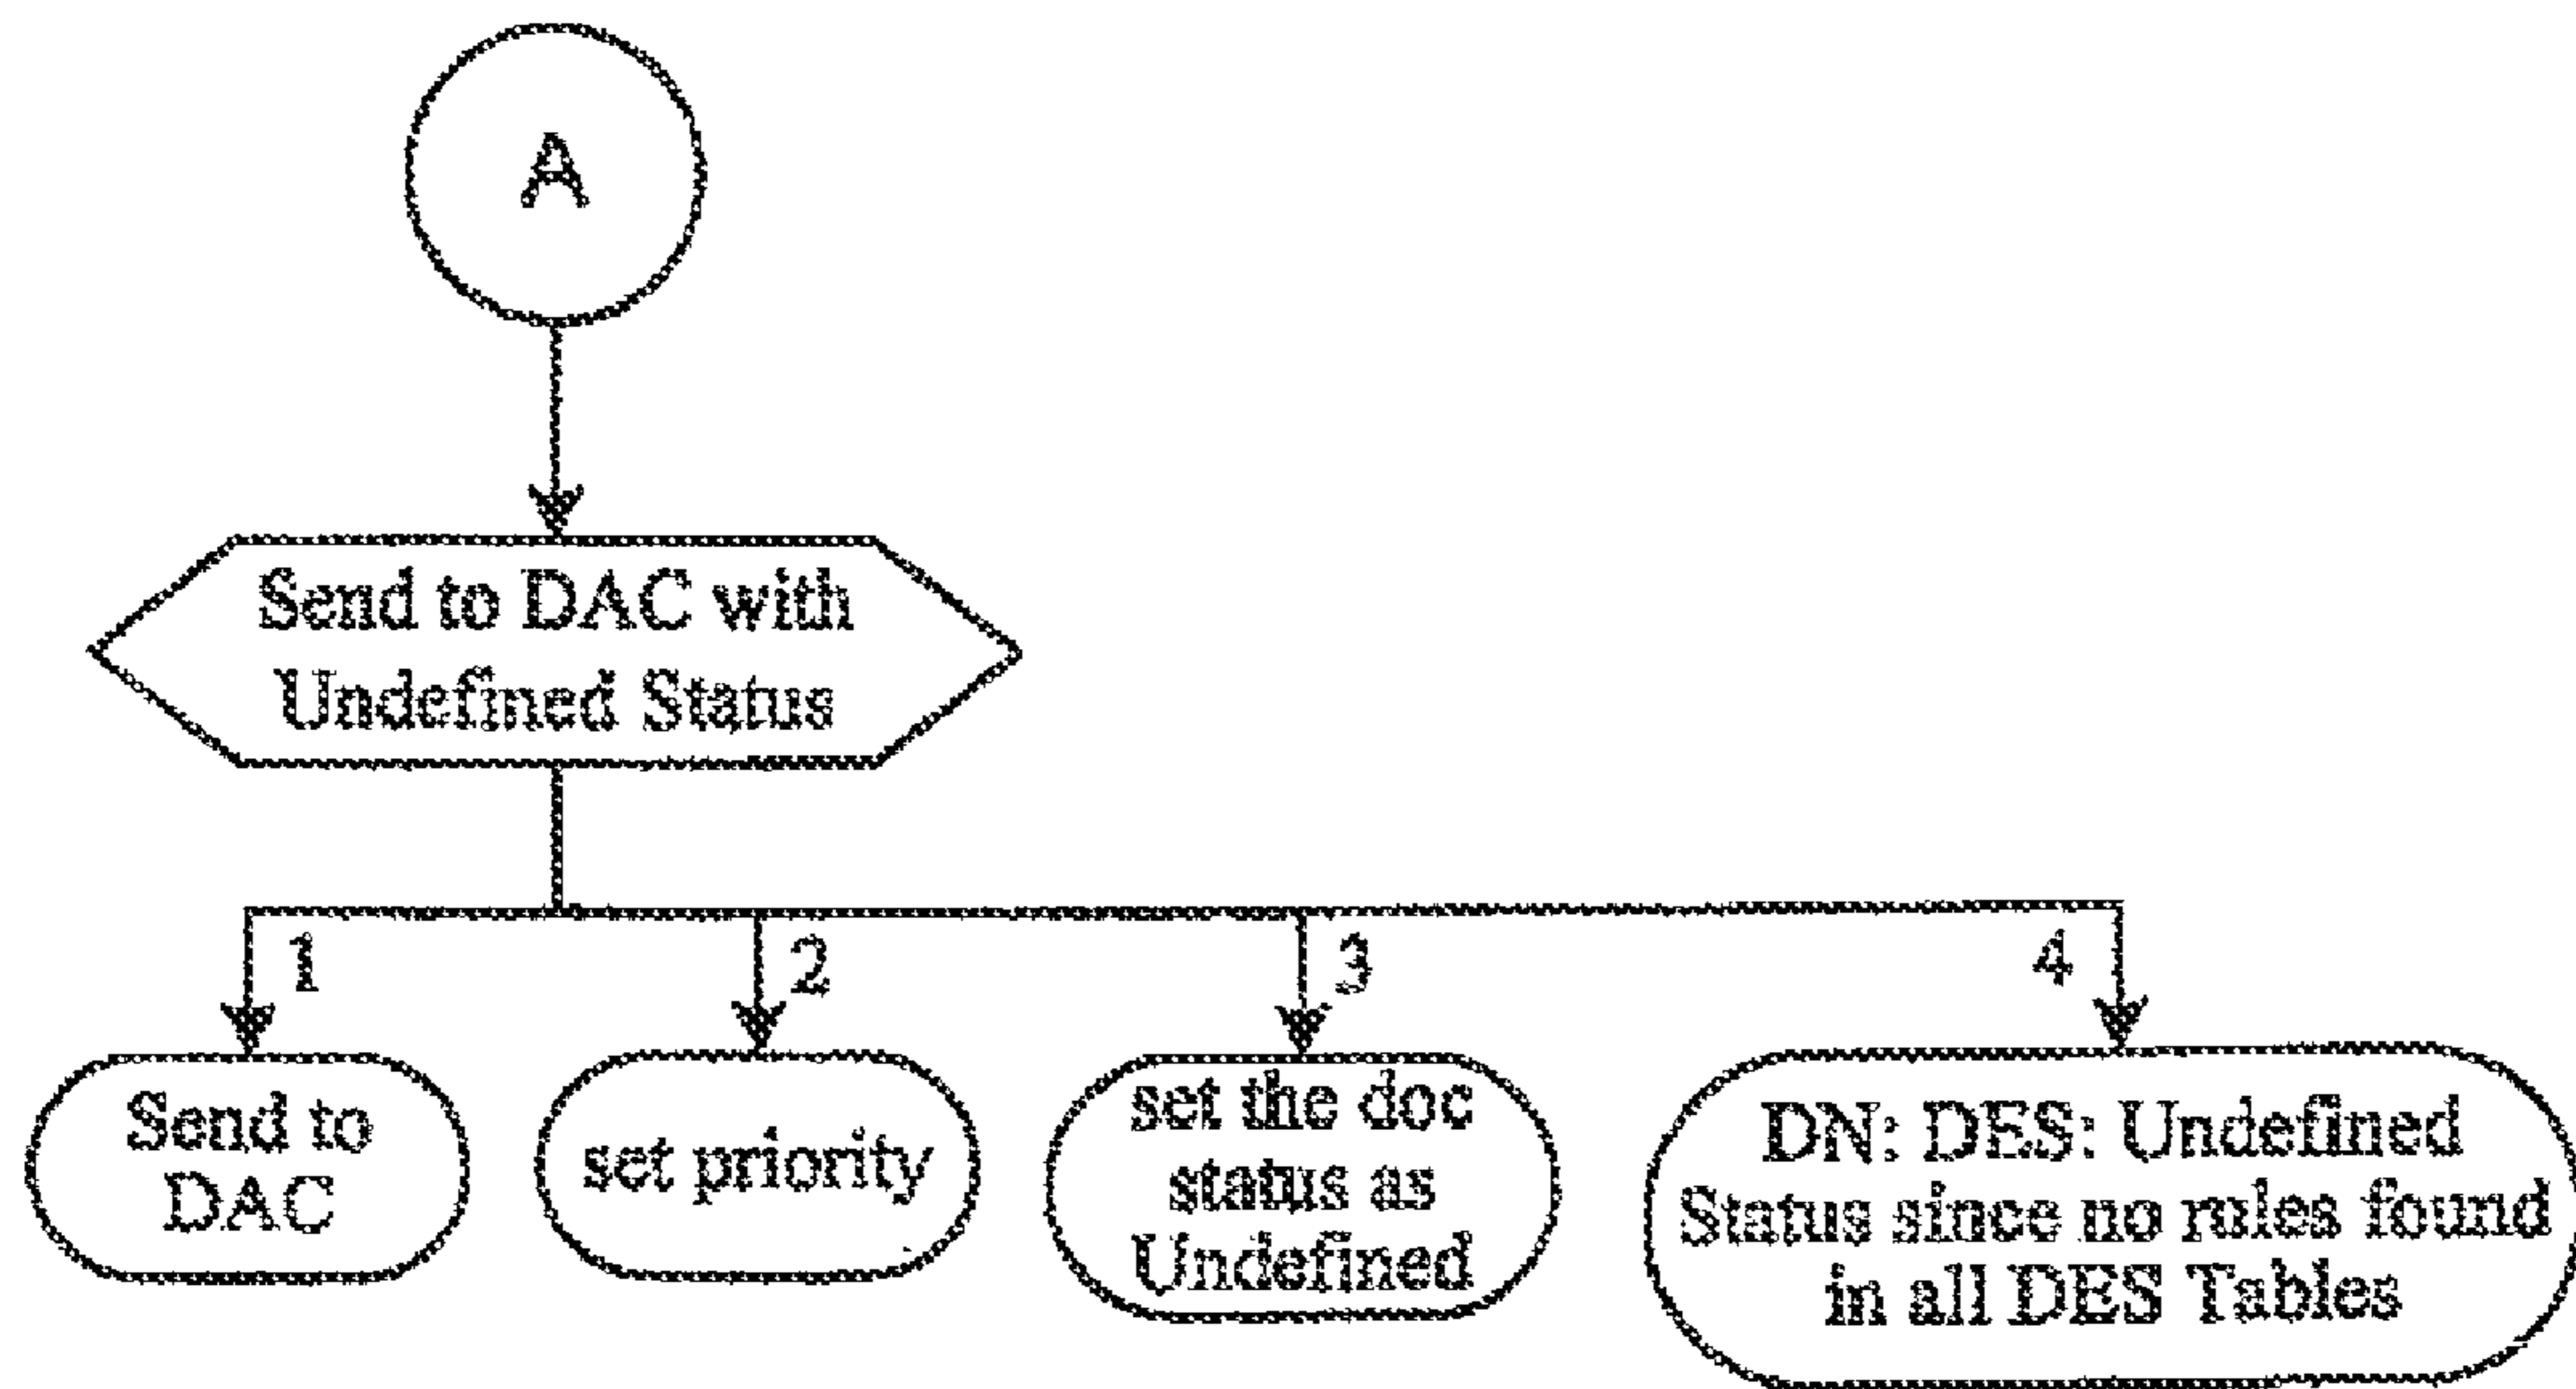 A
Send to DAC with
Undefined Status
1
2
3
4
Send to
DAC
set priority
set the doc
status as
Undefined
DN: DES: Undefined
Status since no rules found
in all DES Tables